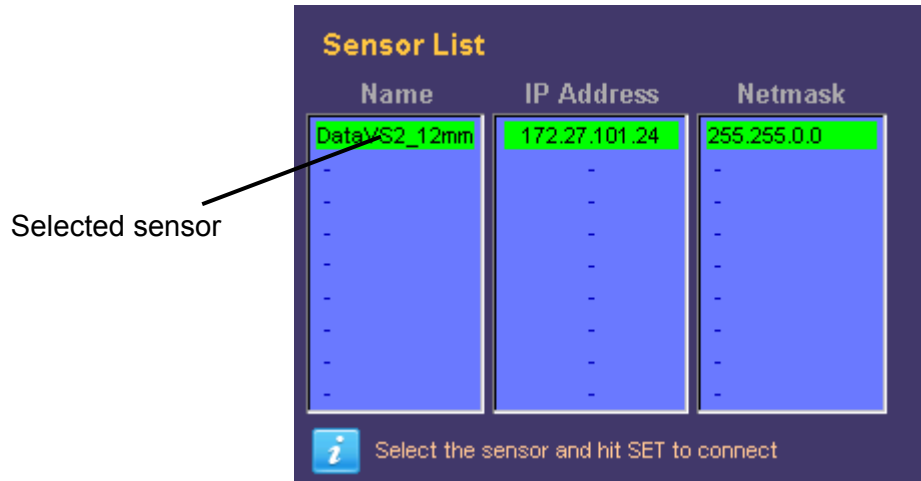 Sensor List
Name IP Address Netmask
DataVS2_12mm 172.27.101.24 255.255.0.0
- - -
- - -
- - -
- - -
- - -
- - -
- - -
- - -
Selected sensor
i Select the sensor and hit SET to connect